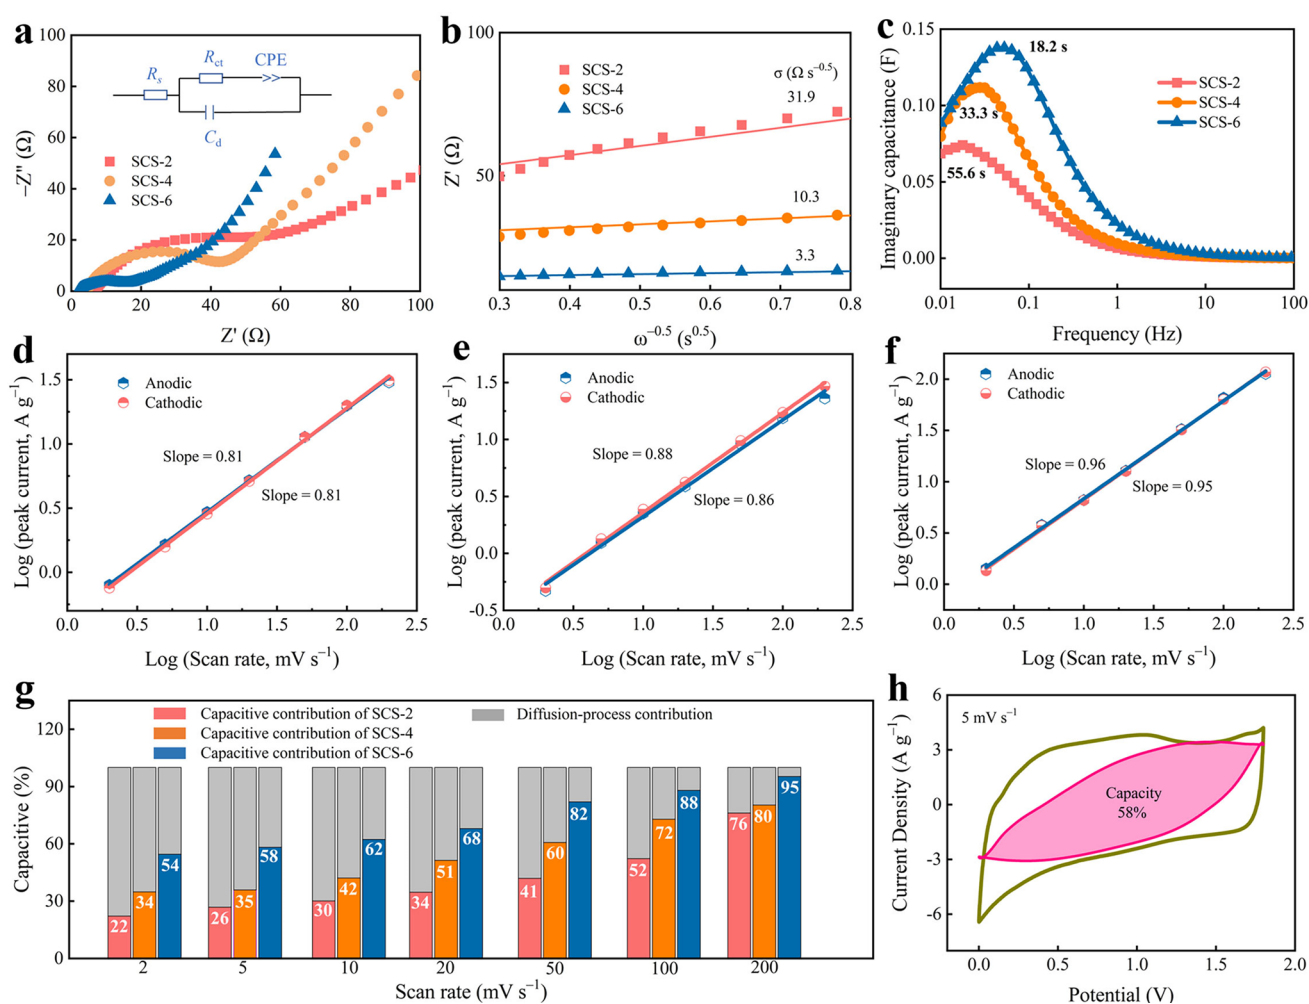 a
100
80
60
40
20
0
−Z'' (Ω)
Rs
Rct
CPE
Cd
SCS-2
SCS-4
SCS-6
0 20 40 60 80 100
Z' (Ω)
b
100
50
Z' (Ω)
SCS-2
SCS-4
SCS-6
σ (Ω s−0.5)
31.9
10.3
3.3
0.3 0.4 0.5 0.6 0.7 0.8
ω−0.5 (s0.5)
c
0.15
0.10
0.05
0.00
Imaginary capacitance (F)
18.2 s
33.3 s
55.6 s
SCS-2
SCS-4
SCS-6
0.01 0.1 1 10 100
Frequency (Hz)
d
1.5
1.0
0.5
0.0
Log (peak current, A g−1)
Anodic
Cathodic
Slope = 0.81
Slope = 0.81
0.0 0.5 1.0 1.5 2.0 2.5
Log (Scan rate, mV s−1)
e
1.5
1.0
0.5
0.0
-0.5
Log (peak current, A g−1)
Anodic
Cathodic
Slope = 0.88
Slope = 0.86
0.0 0.5 1.0 1.5 2.0 2.5
Log (Scan rate, mV s−1)
f
2.0
1.5
1.0
0.5
0.0
Log (peak current, A g−1)
Anodic
Cathodic
Slope = 0.96
Slope = 0.95
0.0 0.5 1.0 1.5 2.0 2.5
Log (Scan rate, mV s−1)
g
120
90
60
30
0
Capacitive (%)
Capacitive contribution of SCS-2
Capacitive contribution of SCS-4
Capacitive contribution of SCS-6
Diffusion-process contribution
22 34 54
26 35 58
30 42 62
34 51 68
41 60 82
52 72 88
76 80 95
2 5 10 20 50 100 200
Scan rate (mV s−1)
h
6
3
0
-3
-6
Current Density (A g−1)
5 mV s−1
Capacity
58%
0.0 0.5 1.0 1.5 2.0
Potential (V)